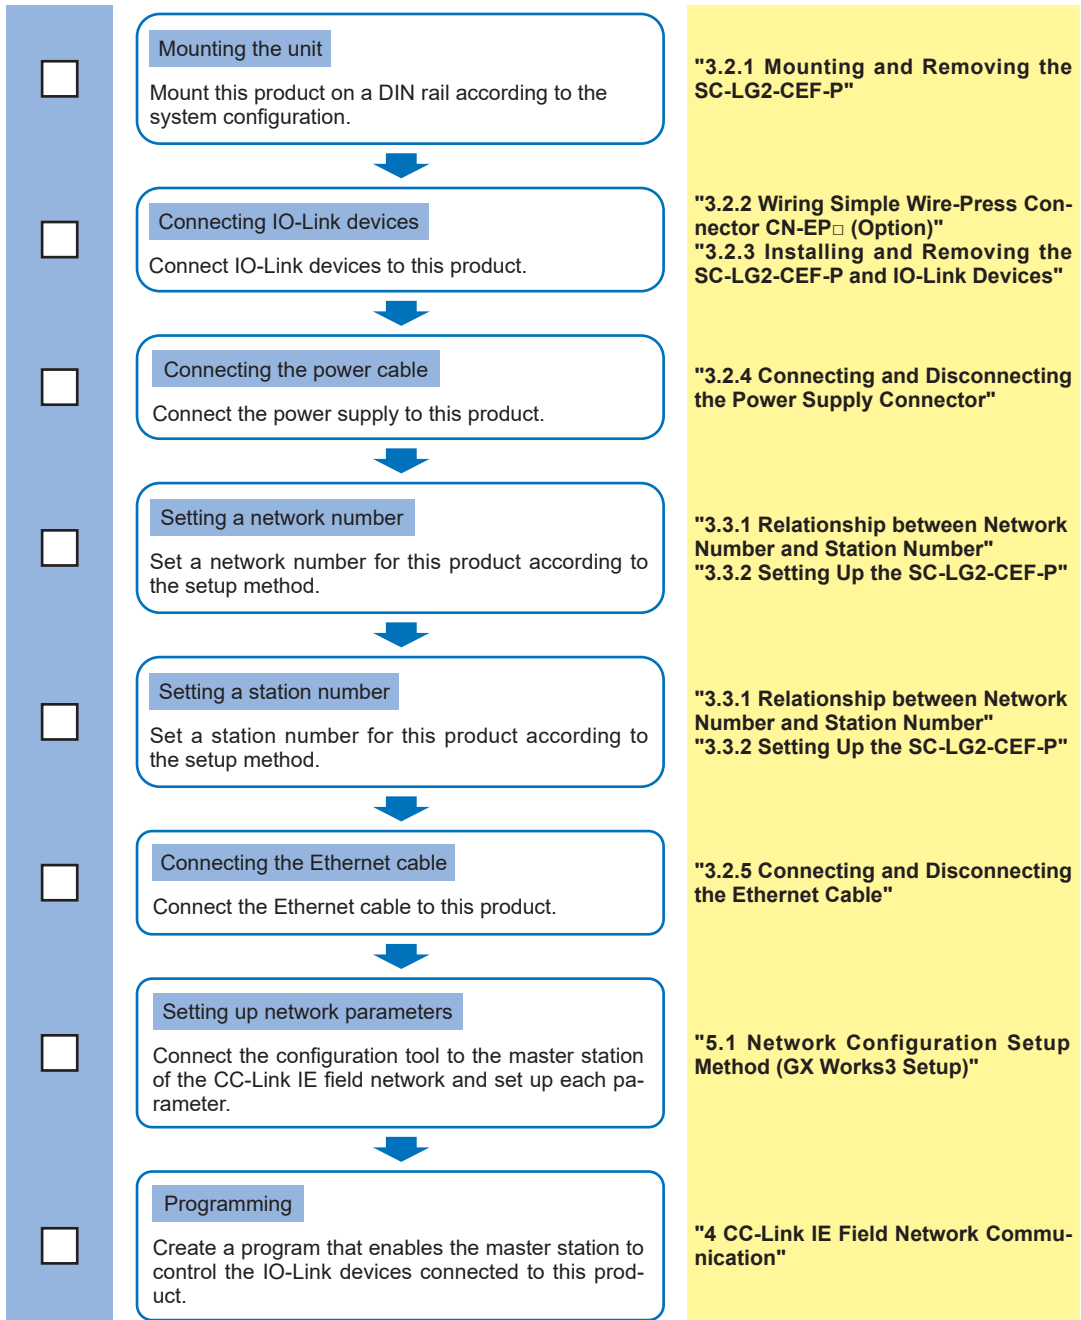 Mounting the unit
Mount this product on a DIN rail according to the
system configuration.
"3.2.1 Mounting and Removing the
SC-LG2-CEF-P"
Connecting IO-Link devices
Connect IO-Link devices to this product.
"3.2.2 Wiring Simple Wire-Press Con-
nector CN-EP□ (Option)"
"3.2.3 Installing and Removing the
SC-LG2-CEF-P and IO-Link Devices"
Connecting the power cable
Connect the power supply to this product.
"3.2.4 Connecting and Disconnecting
the Power Supply Connector"
Setting a network number
Set a network number for this product according to
the setup method.
"3.3.1 Relationship between Network
Number and Station Number"
"3.3.2 Setting Up the SC-LG2-CEF-P"
Setting a station number
Set a station number for this product according to
the setup method.
"3.3.1 Relationship between Network
Number and Station Number"
"3.3.2 Setting Up the SC-LG2-CEF-P"
Connecting the Ethernet cable
Connect the Ethernet cable to this product.
"3.2.5 Connecting and Disconnecting
the Ethernet Cable"
Setting up network parameters
Connect the configuration tool to the master station
of the CC-Link IE field network and set up each pa-
rameter.
"5.1 Network Configuration Setup
Method (GX Works3 Setup)"
Programming
Create a program that enables the master station to
control the IO-Link devices connected to this prod-
uct.
"4 CC-Link IE Field Network Commu-
nication"